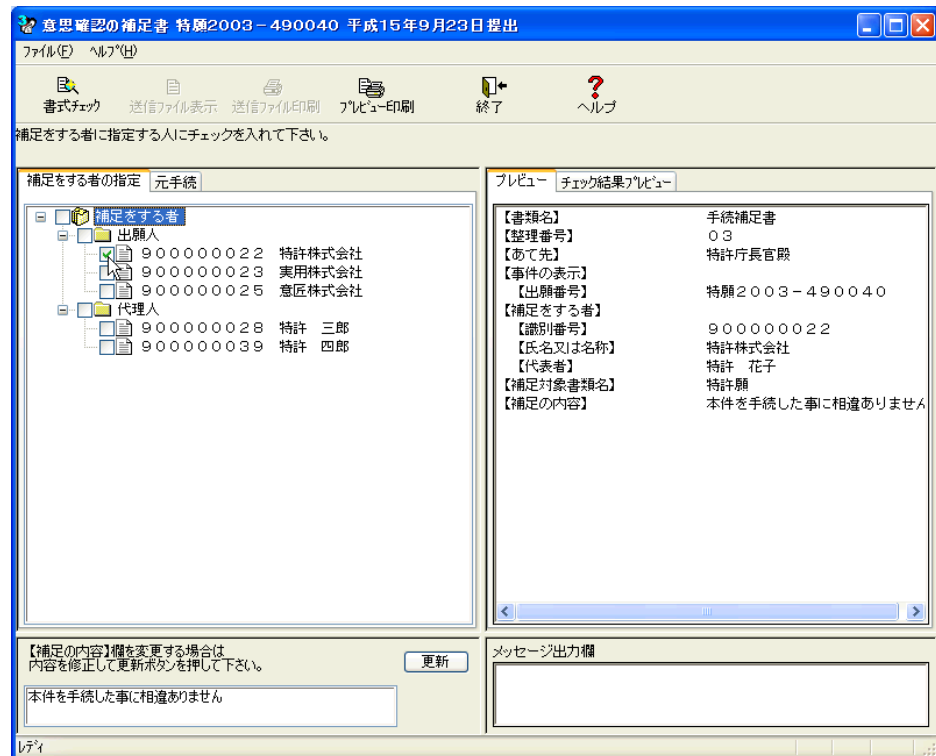 意思確認の補足書 特願2003-490040 平成15年9月23日提出
ファイル(F) ヘルプ(H)
書式チェック 送信ファイル表示 送信ファイル印刷 プレビュー印刷 終了 ヘルプ
補足をする者に指定する人にチェックを入れて下さい。
補足をする者の指定 元手続
補足をする者
出願人
900000022 特許株式会社
900000023 実用株式会社
900000025 意匠株式会社
代理人
900000028 特許 三郎
900000039 特許 四郎
プレビュー チェック結果プレビュー
【書類名】 手続補足書
【整理番号】 03
【あて先】 特許庁長官殿
【事件の表示】
【出願番号】 特願2003-490040
【補足をする者】
【識別番号】 900000022
【氏名又は名称】 特許株式会社
【代表者】 特許 花子
【補足対象書類名】 特許願
【補足の内容】 本件を手続した事に相違ありません
【補足の内容】欄を変更する場合は
内容を修正して更新ボタンを押して下さい。
更新
本件を手続した事に相違ありません
メッセージ出力欄
レディ